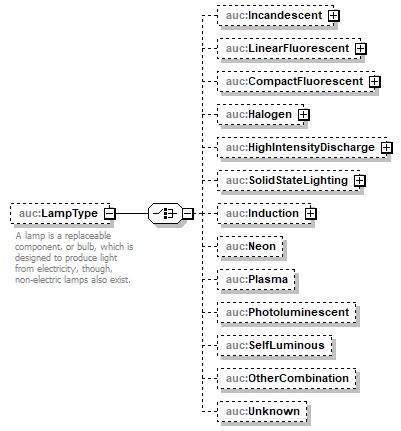 auc:Incandescent
auc:LinearFluorescent
auc:CompactFluorescent
auc:Halogen
auc:HighIntensityDischarge
auc:SolidStateLighting
auc:LampType
auc:Induction
A lamp is a replaceable
component, or bulb, which is
designed to produce light
from electricity, though,
non-electric lamps also exist.
auc:Neon
auc:Plasma
auc:Photoluminescent
auc:SelfLuminous
auc:OtherCombination
auc:Unknown